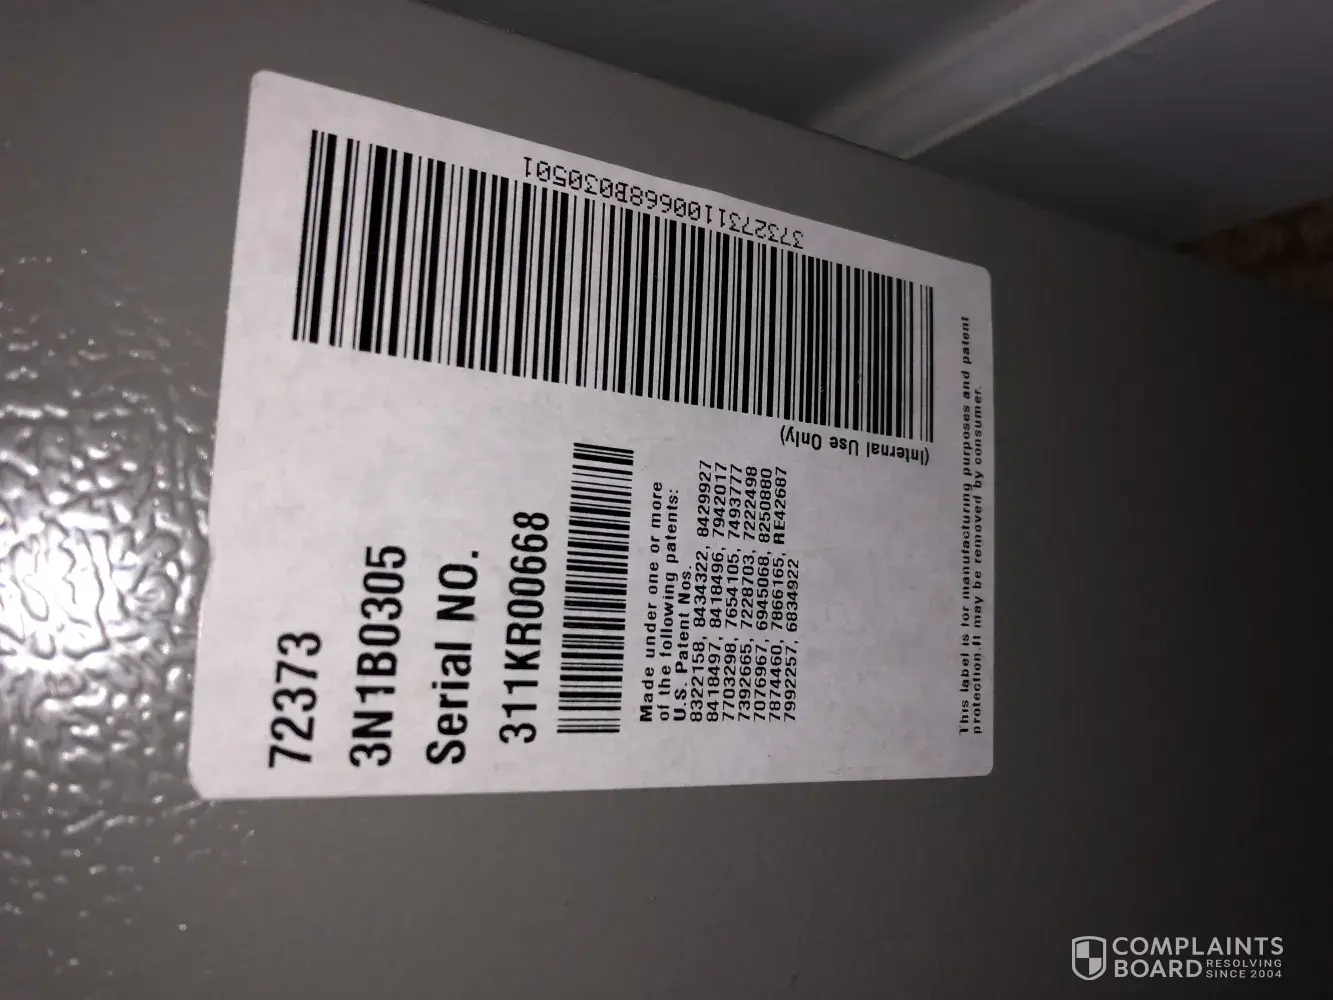 72373
3N1B0305
Serial NO.
311KR00668
Made under one or more
of the following patents:
U.S. Patent Nos.
8322158, 8434322, 8429927
8418497, 8418496, 7942017
7703298, 7654105, 7493777
7392665, 7228703, 7222498
7076967, 6945068, 8250880
7874460, 7866165, RE42687
7992257, 6834922
3732731100668B030501
(Internal Use Only)
This label is for manufacturing purposes and patent
protection.It may be removed by consumer.
COMPLAINTS
BOARD RESOLVING
SINCE 2004